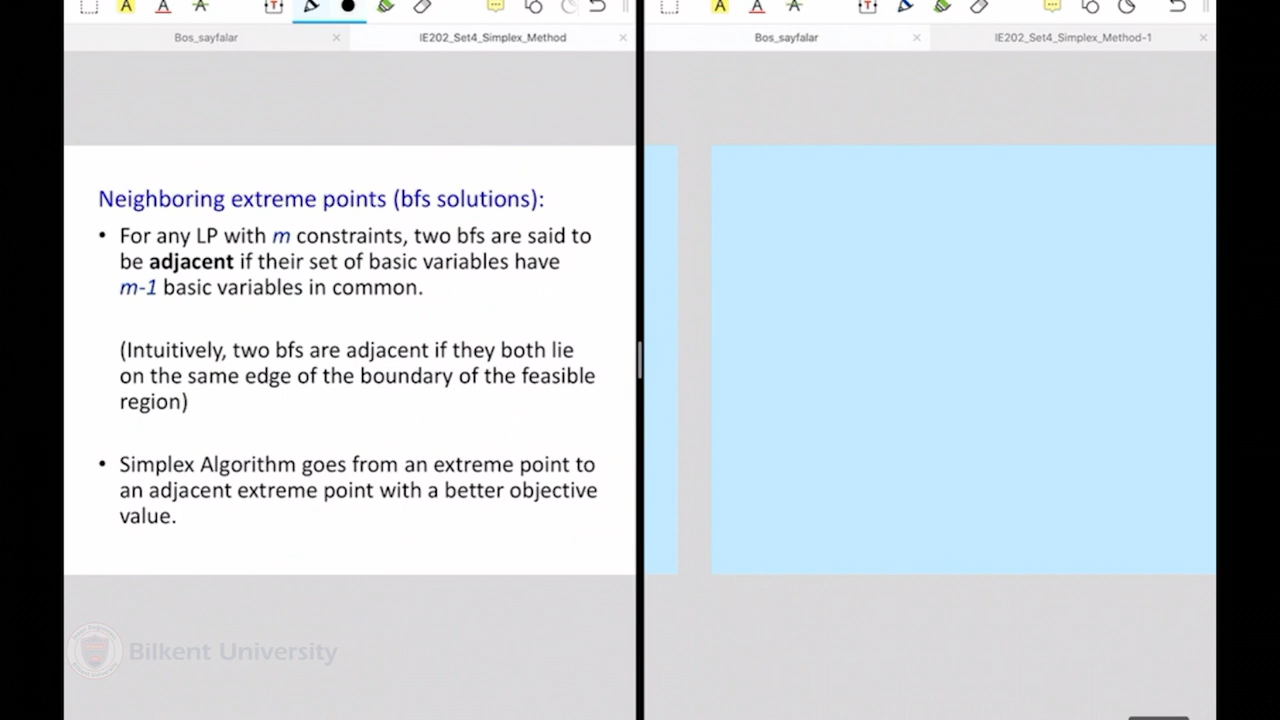 Bos_sayfalar
IE202_Set4_Simplex_Method
Bos_sayfalar
IE202_Set4_Simplex_Method-1
Neighboring extreme points (bfs solutions):
• For any LP with m constraints, two bfs are said to
be adjacent if their set of basic variables have
m-1 basic variables in common.
(Intuitively, two bfs are adjacent if they both lie
on the same edge of the boundary of the feasible
region)
• Simplex Algorithm goes from an extreme point to
an adjacent extreme point with a better objective
value.
Bilkent University